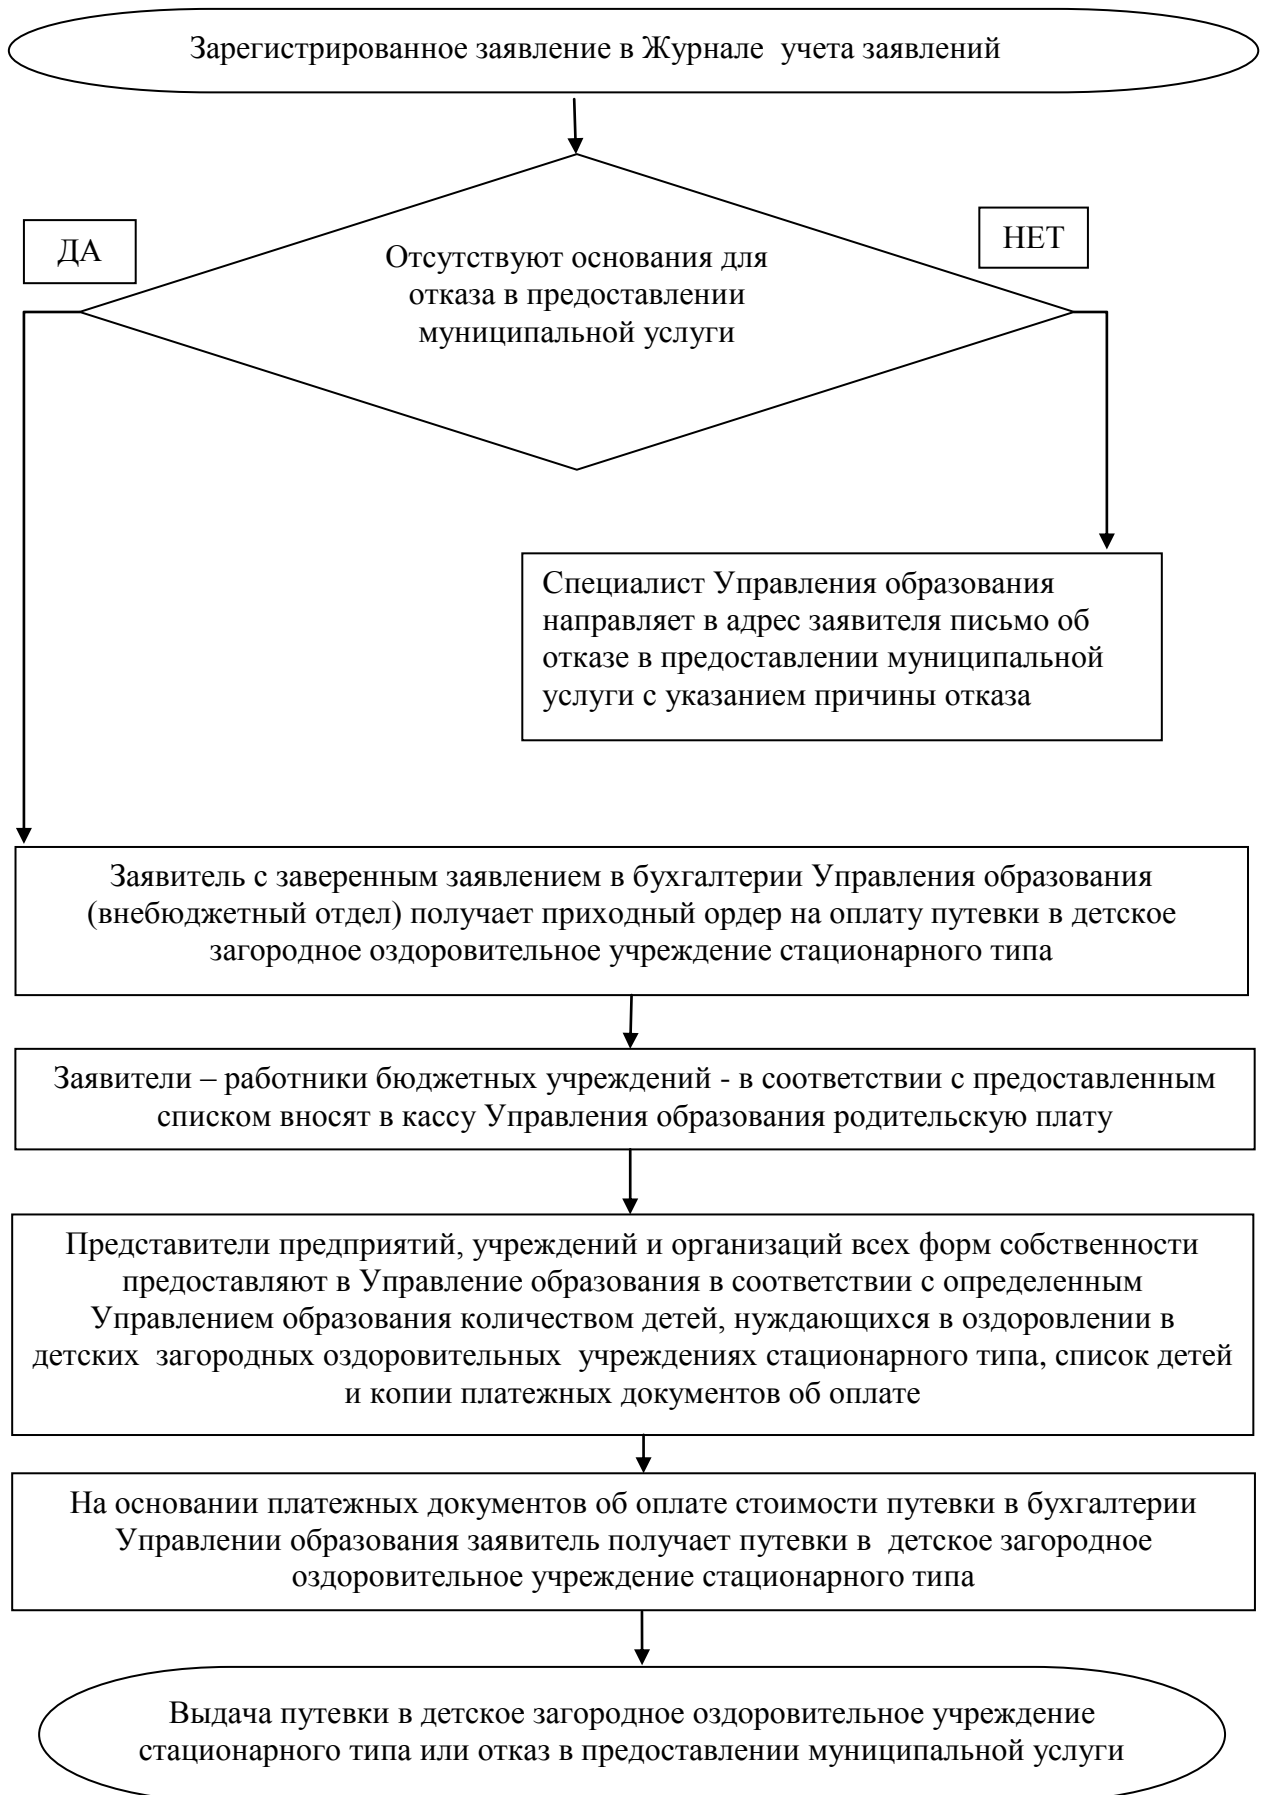 Зарегистрированное заявление в Журнале учета заявлений
ДА
НЕТ
Отсутствуют основания для
отказа в предоставлении
муниципальной услуги
Специалист Управления образования
направляет в адрес заявителя письмо об
отказе в предоставлении муниципальной
услуги с указанием причины отказа
Заявитель с заверенным заявлением в бухгалтерии Управления образования
(внебюджетный отдел) получает приходный ордер на оплату путевки в детское
загородное оздоровительное учреждение стационарного типа
Заявители – работники бюджетных учреждений - в соответствии с предоставленным
списком вносят в кассу Управления образования родительскую плату
Представители предприятий, учреждений и организаций всех форм собственности
предоставляют в Управление образования в соответствии с определенным
Управлением образования количеством детей, нуждающихся в оздоровлении в
детских загородных оздоровительных учреждениях стационарного типа, список детей
и копии платежных документов об оплате
На основании платежных документов об оплате стоимости путевки в бухгалтерии
Управлении образования заявитель получает путевки в детское загородное
оздоровительное учреждение стационарного типа
Выдача путевки в детское загородное оздоровительное учреждение
стационарного типа или отказ в предоставлении муниципальной услуги